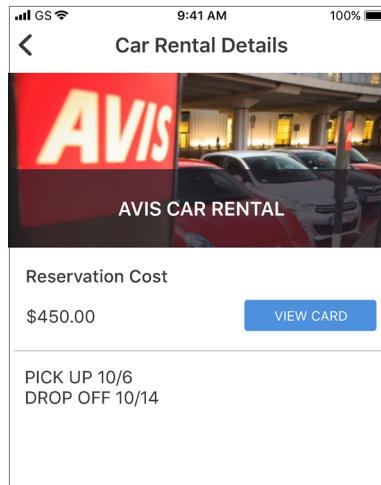 GS 9:41 AM 100%
Car Rental Details
AVIS
AVIS CAR RENTAL
Reservation Cost
$450.00 VIEW CARD
PICK UP 10/6
DROP OFF 10/14